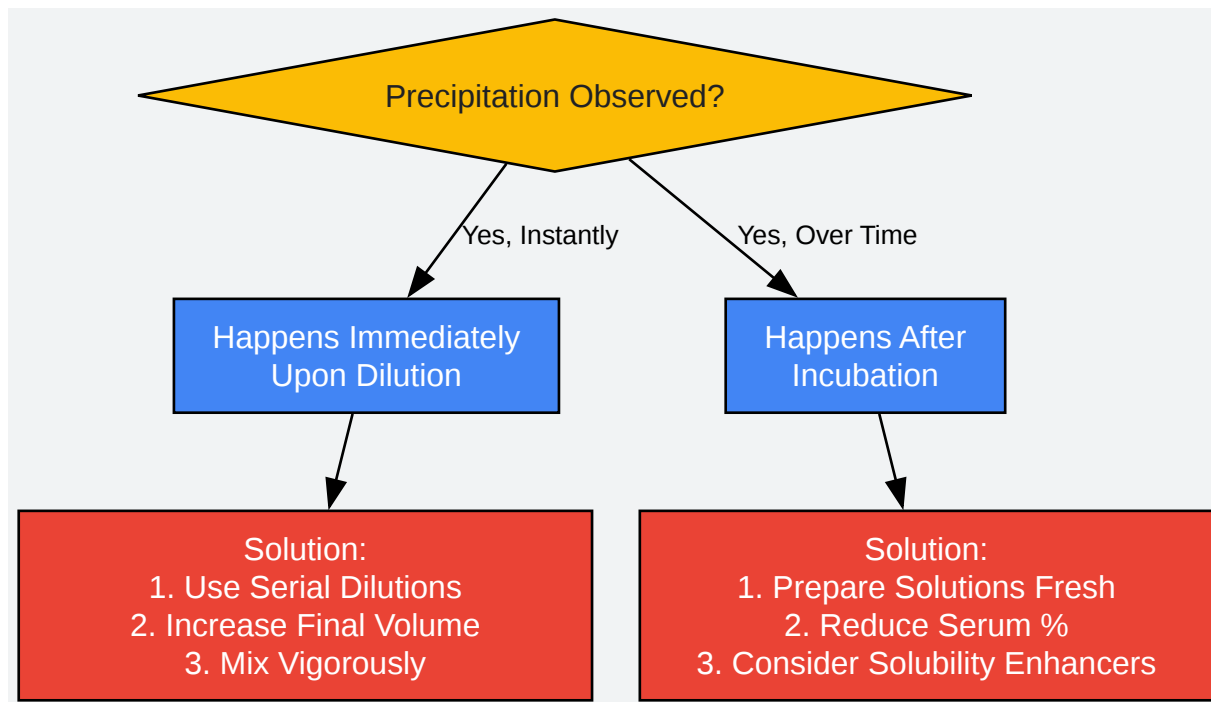 Precipitation Observed?
Yes, Instantly
Yes, Over Time
Happens Immediately
Upon Dilution
Happens After
Incubation
Solution:
1. Use Serial Dilutions
2. Increase Final Volume
3. Mix Vigorously
Solution:
1. Prepare Solutions Fresh
2. Reduce Serum %
3. Consider Solubility Enhancers